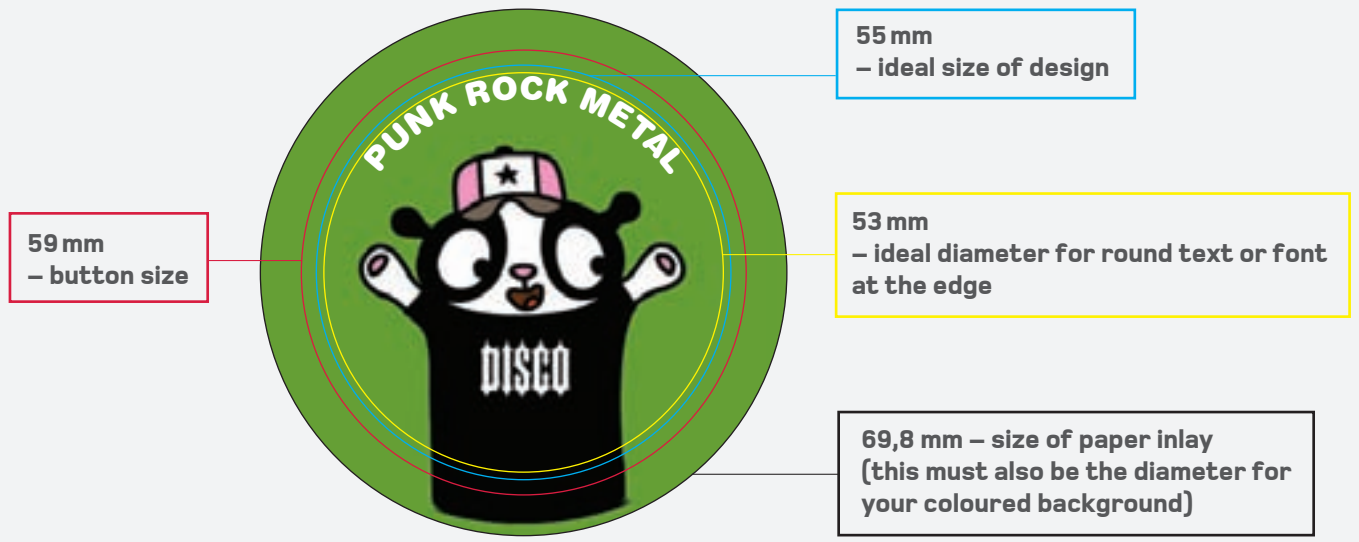 55 mm
– ideal size of design
PUNK ROCK METAL
53 mm
– ideal diameter for round text or font
at the edge
59 mm
– button size
DISCO
69,8 mm – size of paper inlay
(this must also be the diameter for
your coloured background)